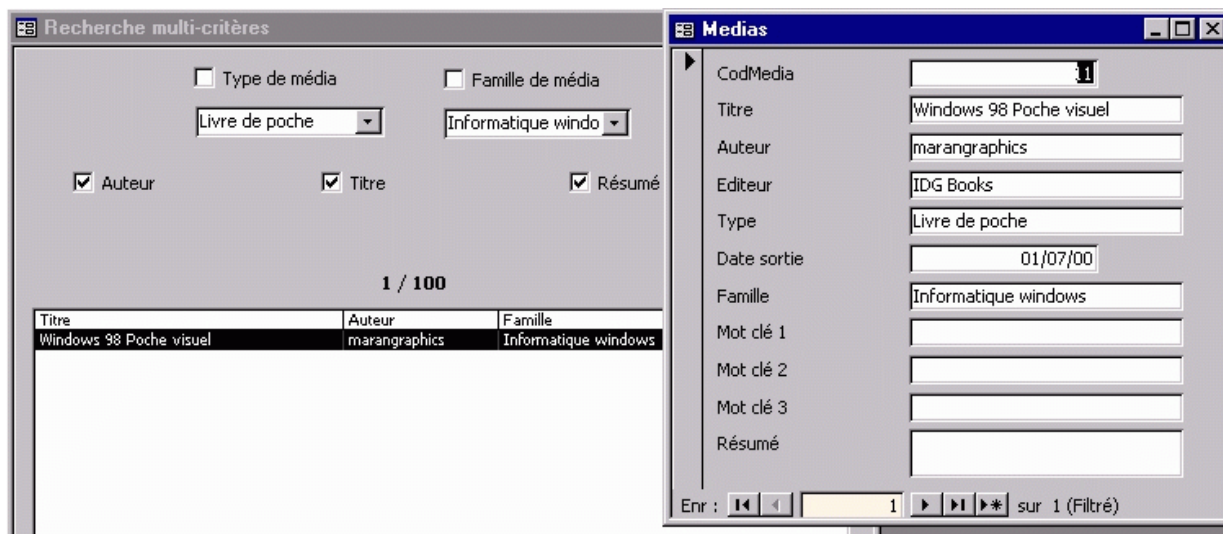 Recherche multi-critères
Type de média
Famille de média
Livre de poche
Informatique windo
Auteur
Titre
Résumé
1 / 100
Titre Auteur Famille
Windows 98 Poche visuel marangraphics Informatique windows
Medias
CodMedia 11
Titre Windows 98 Poche visuel
Auteur marangraphics
Editeur IDG Books
Type Livre de poche
Date sortie 01/07/00
Famille Informatique windows
Mot clé 1
Mot clé 2
Mot clé 3
Résumé
Enr : 1 sur 1 (Filtré)